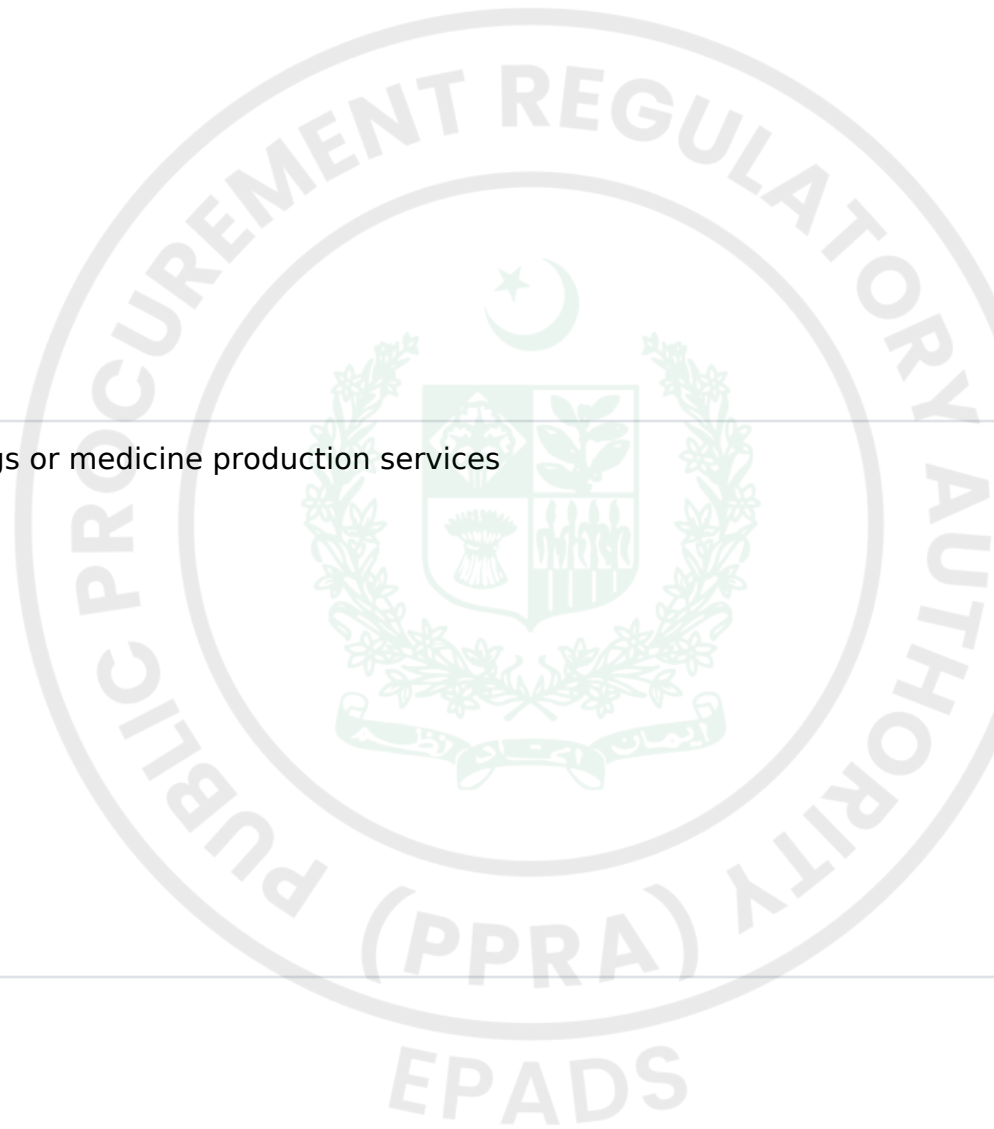 PUBLIC PROCUREMENT REGULATORY AUTHORITY
gs or medicine production services
(PPRA)
EPADS